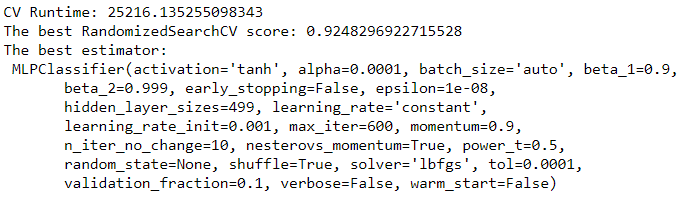 CV Runtime: 25216.135255098343
The best RandomizedSearchCV score: 0.9248296922715528
The best estimator:
 MLPClassifier(activation='tanh', alpha=0.0001, batch_size='auto', beta_1=0.9,
       beta_2=0.999, early_stopping=False, epsilon=1e-08,
       hidden_layer_sizes=499, learning_rate='constant',
       learning_rate_init=0.001, max_iter=600, momentum=0.9,
       n_iter_no_change=10, nesterovs_momentum=True, power_t=0.5,
       random_state=None, shuffle=True, solver='lbfgs', tol=0.0001,
       validation_fraction=0.1, verbose=False, warm_start=False)